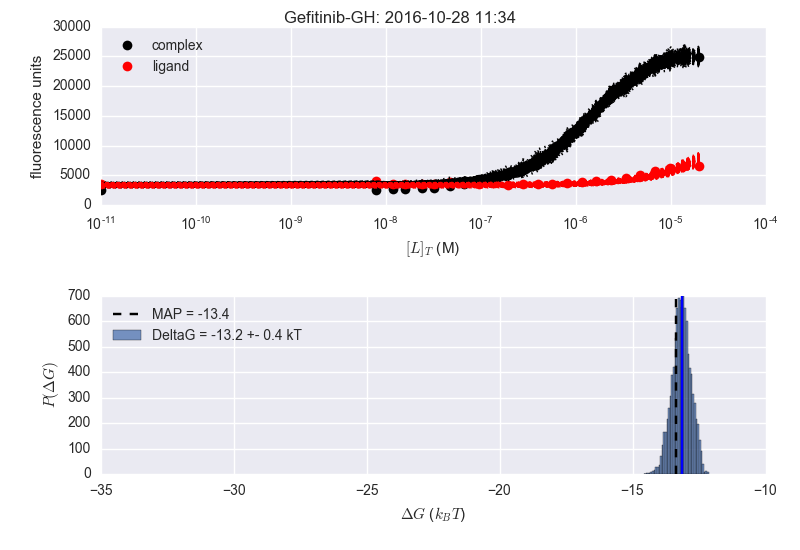 Gefitinib-GH: 2016-10-28 11:34
30000
25000
20000
15000
10000
5000
0
fluorescence units
complex
ligand
10^-11 10^-10 10^-9 10^-8 10^-7 10^-6 10^-5 10^-4
[L]_T (M)
700
600
500
400
300
200
100
0
P(ΔG)
MAP = -13.4
DeltaG = -13.2 +- 0.4 kT
−35 −30 −25 −20 −15 −10
ΔG (k_BT)